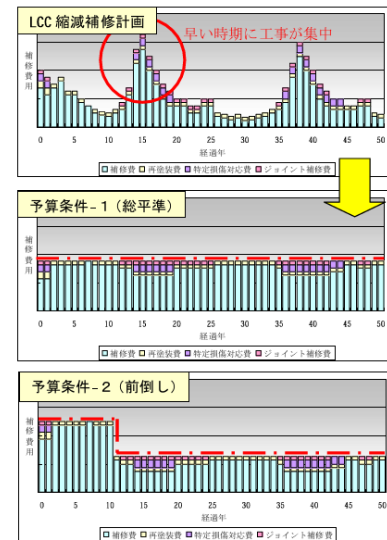 LCC 縮減補修計画
早い時期に工事が集中
補修費用
0 5 10 15 20 25 30 35 40 45 50
経過年
補修費 再塗装費 特定損傷対応費 ジョイント補修費
予算条件-1(総平準)
補修費用
0 5 10 15 20 25 30 35 40 45 50
経過年
補修費 再塗装費 特定損傷対応費 ジョイント補修費
予算条件-2(前倒し)
補修費用
0 5 10 15 20 25 30 35 40 45 50
経過年
補修費 再塗装費 特定損傷対応費 ジョイント補修費